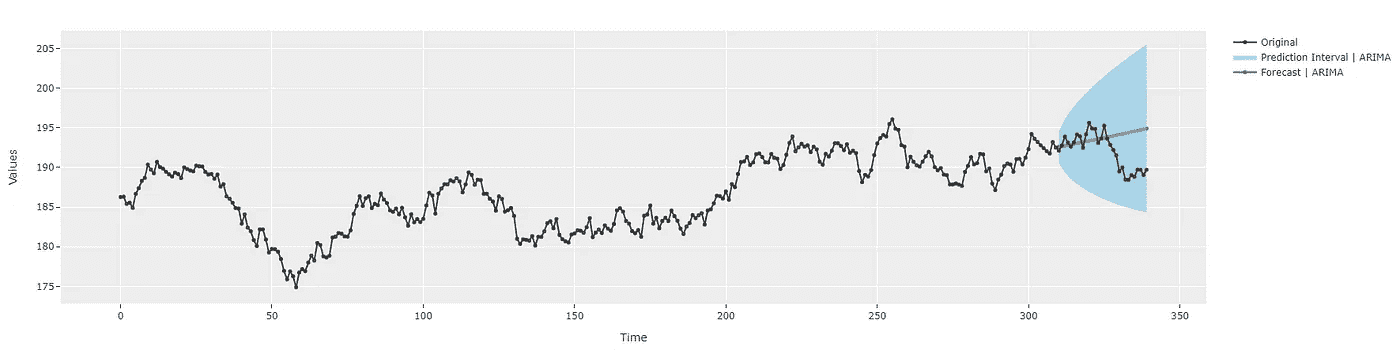 Original
Prediction Interval | ARIMA
Forecast | ARIMA
205
200
195
190
185
180
175
Values
0 50 100 150 200 250 300 350
Time